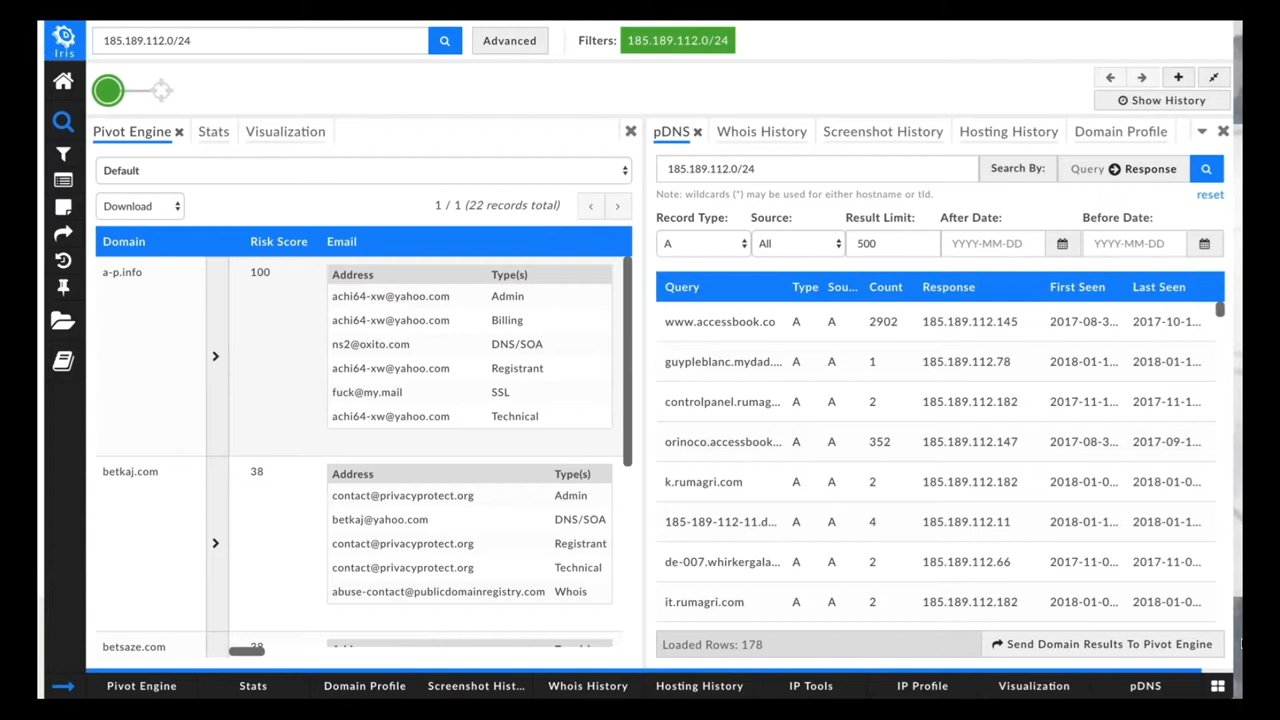 Iris
185.189.112.0/24
Advanced
Filters:
185.189.112.0/24
Show History
Pivot Engine
Stats
Visualization
Default
Download
1 / 1 (22 records total)
Domain Risk Score Email
a-p.info 100
Address Type(s)
achi64-xw@yahoo.com Admin
achi64-xw@yahoo.com Billing
ns2@oxito.com DNS/SOA
achi64-xw@yahoo.com Registrant
fuck@my.mail SSL
achi64-xw@yahoo.com Technical
betkaj.com 38
Address Type(s)
contact@privacyprotect.org Admin
betkaj@yahoo.com DNS/SOA
contact@privacyprotect.org Registrant
contact@privacyprotect.org Technical
abuse-contact@publicdomainregistry.com Whois
betsaze.com 38
pDNS
Whois History
Screenshot History
Hosting History
Domain Profile
185.189.112.0/24
Search By:
Query Response
Note: wildcards (*) may be used for either hostname or tld.
reset
Record Type: Source: Result Limit: After Date: Before Date:
A All 500 YYYY-MM-DD YYYY-MM-DD
Query Type Sou... Count Response First Seen Last Seen
www.accessbook.co A A 2902 185.189.112.145 2017-08-3... 2017-10-1...
guypleblanc.mydad.... A A 1 185.189.112.78 2018-01-1... 2018-01-1...
controlpanel.rumag... A A 2 185.189.112.182 2017-11-1... 2017-11-1...
orinoco.accessbook... A A 352 185.189.112.147 2017-08-3... 2017-09-1...
k.rumagri.com A A 2 185.189.112.182 2018-01-0... 2018-01-0...
185-189-112-11.d... A A 4 185.189.112.11 2018-01-1... 2018-01-1...
de-007.whirkergala... A A 2 185.189.112.66 2017-11-0... 2017-11-0...
it.rumagri.com A A 2 185.189.112.182 2018-01-0... 2018-01-0...
Loaded Rows: 178
Send Domain Results To Pivot Engine
Pivot Engine Stats Domain Profile Screenshot Hist... Whois History Hosting History IP Tools IP Profile Visualization pDNS